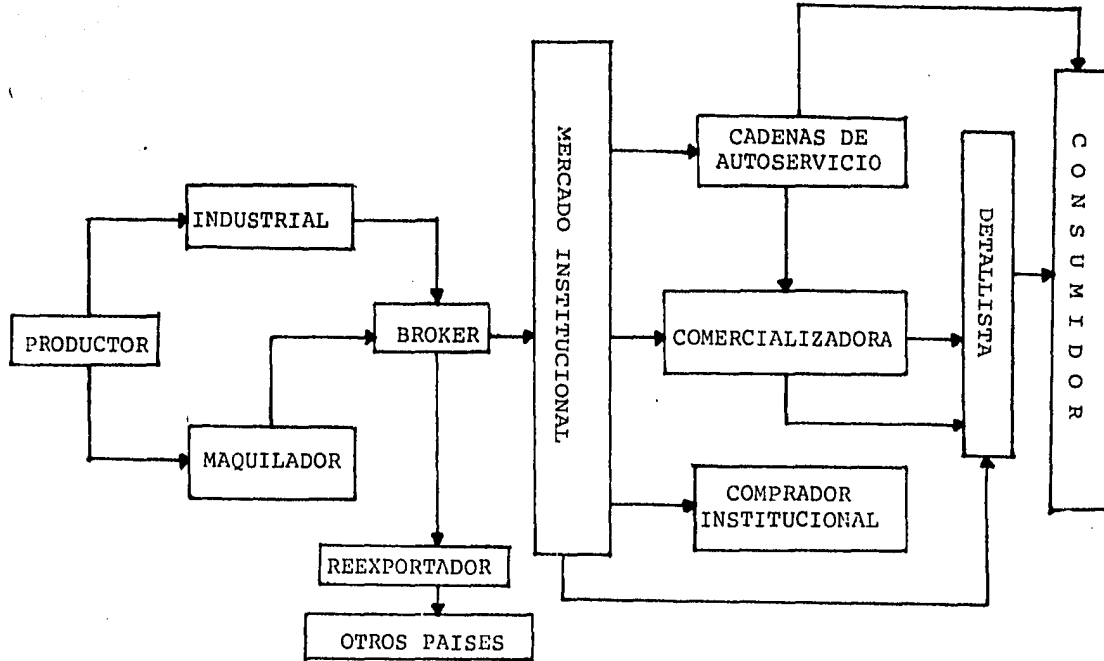 PRODUCTOR
INDUSTRIAL
MAQUILADOR
BROKER
REEXPORTADOR
OTROS PAISES
MERCADO INSTITUCIONAL
CADENAS DE
AUTOSERVICIO
COMERCIALIZADORA
COMPRADOR
INSTITUCIONAL
DETALLISTA
CONSUMIDOR